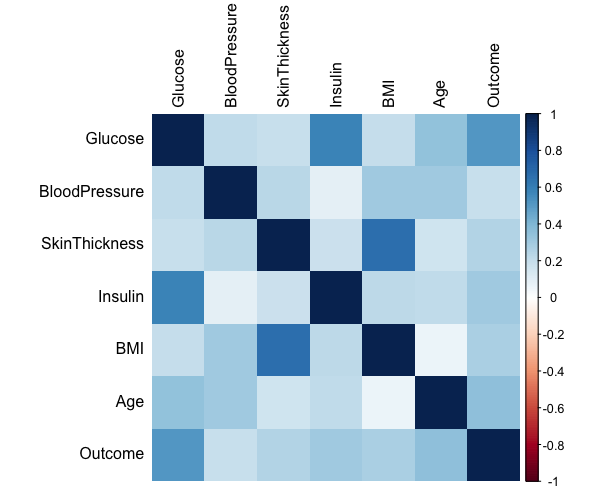 Glucose
BloodPressure
SkinThickness
Insulin
BMI
Age
Outcome
Glucose
BloodPressure
SkinThickness
Insulin
BMI
Age
Outcome
1
0.8
0.6
0.4
0.2
0
-0.2
-0.4
-0.6
-0.8
-1